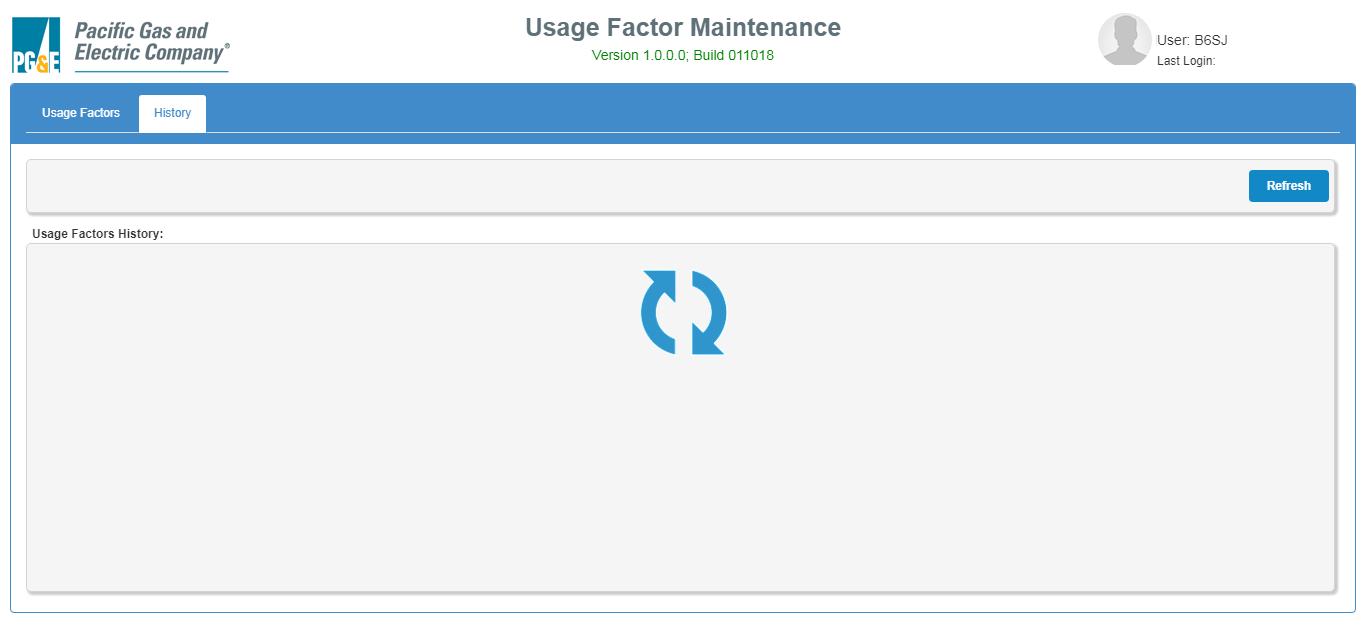 PG&E
Pacific Gas and
Electric Company®
Usage Factor Maintenance
Version 1.0.0.0; Build 011018
User: B6SJ
Last Login:
Usage Factors
History
Refresh
Usage Factors History: